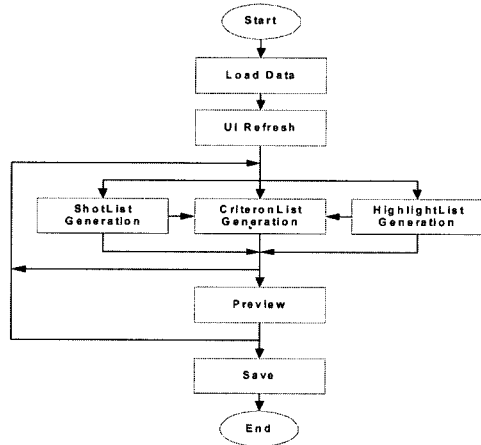 Start
Load Data
UI Refresh
ShotList
Generation
CriteronList
Generation
HighlightList
Generation
Preview
Save
End